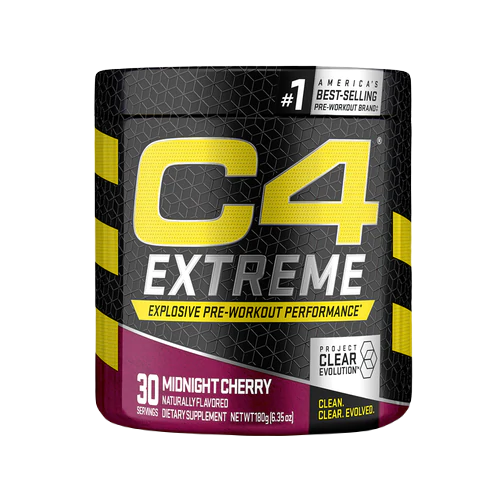 #1 AMERICA'S
BEST-SELLING
PRE-WORKOUT BRAND‡
C4®
EXTREME
EXPLOSIVE PRE-WORKOUT PERFORMANCE*
PROJECT
CLEAR
EVOLUTION™
30 MIDNIGHT CHERRY
NATURALLY FLAVORED
SERVINGS DIETARY SUPPLEMENT NET WT 180g (6.35 oz)
CLEAN.
CLEAR. EVOLVED.